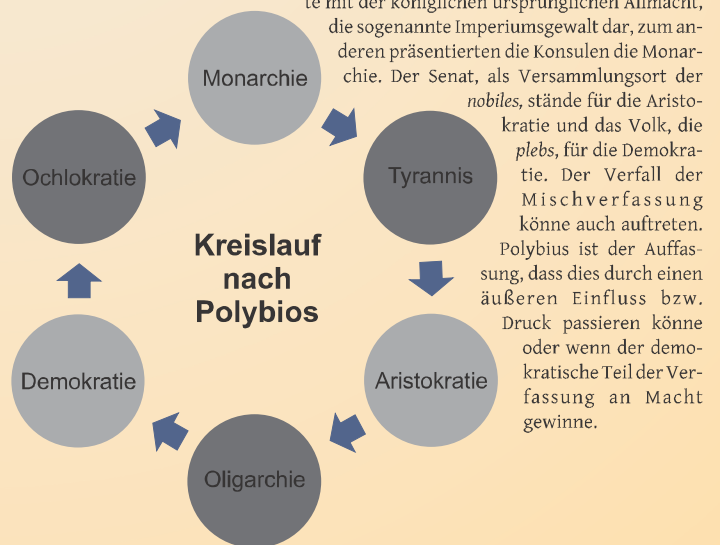 te mit der königlichen ursprünglichen Allmacht,
die sogenannte Imperiumsgewalt dar, zum an-
deren präsentierten die Konsulen die Monar-
chie. Der Senat, als Versammlungsort der
nobiles, stände für die Aristo-
kratie und das Volk, die
plebs, für die Demokra-
tie. Der Verfall der
Mischverfassung
könne auch auftreten.
Polybius ist der Auffas-
sung, dass dies durch einen
äußeren Einfluss bzw.
Druck passieren könne
oder wenn der demo-
kratische Teil der Ver-
fassung an Macht
gewinne.
Kreislauf
nach
Polybios
Monarchie
Tyrannis
Aristokratie
Oligarchie
Demokratie
Ochlokratie